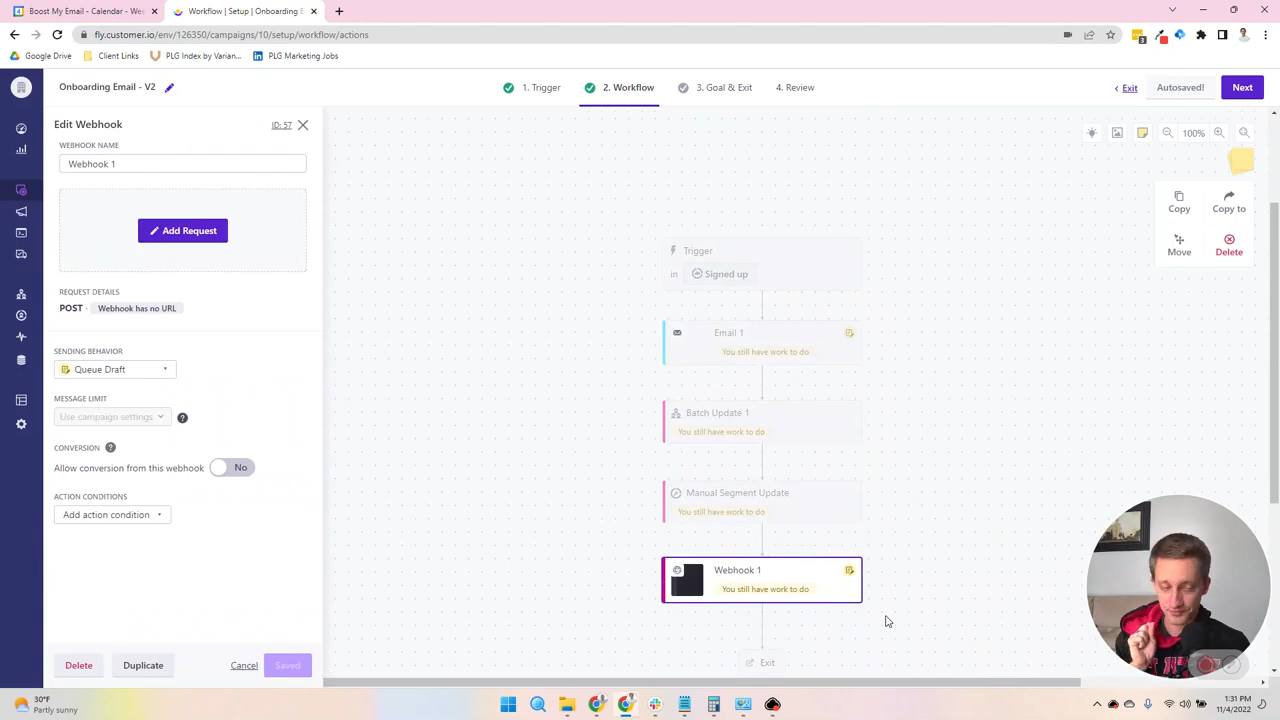 Boost My Email - Calendar - Wee
Workflow | Setup | Onboarding E
fly.customer.io/env/126350/campaigns/10/setup/workflow/actions
Google Drive
Client Links
PLG Index by Varian...
PLG Marketing Jobs
Onboarding Email - V2
1. Trigger
2. Workflow
3. Goal & Exit
4. Review
Exit
Autosaved!
Next
Edit Webhook
ID: 57
WEBHOOK NAME
Webhook 1
Add Request
REQUEST DETAILS
POST · Webhook has no URL
SENDING BEHAVIOR
Queue Draft
MESSAGE LIMIT
Use campaign settings
?
CONVERSION ?
Allow conversion from this webhook
No
ACTION CONDITIONS
Add action condition
Delete
Duplicate
Cancel
Saved
100%
Copy
Copy to
Move
Delete
Trigger
in Signed up
Email 1
You still have work to do
Batch Update 1
You still have work to do
Manual Segment Update
You still have work to do
Webhook 1
You still have work to do
Exit
30°F
Partly sunny
1:31 PM
11/4/2022